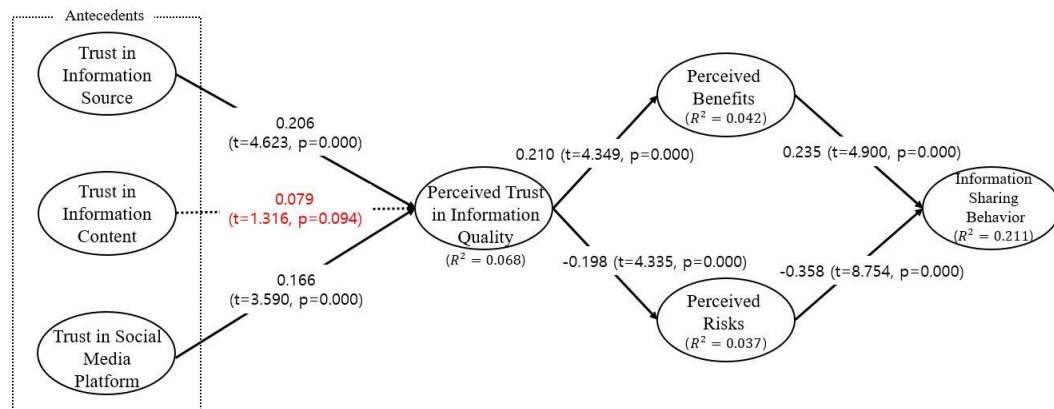 Antecedents
Trust in
Information
Source
0.206
(t=4.623, p=0.000)
Trust in
Information
Content
0.079
(t=1.316, p=0.094)
Trust in Social
Media
Platform
0.166
(t=3.590, p=0.000)
Perceived Trust
in Information
Quality
(R² = 0.068)
0.210 (t=4.349, p=0.000)
-0.198 (t=4.335, p=0.000)
Perceived
Benefits
(R² = 0.042)
Perceived
Risks
(R² = 0.037)
0.235 (t=4.900, p=0.000)
-0.358 (t=8.754, p=0.000)
Information
Sharing
Behavior
(R² = 0.211)